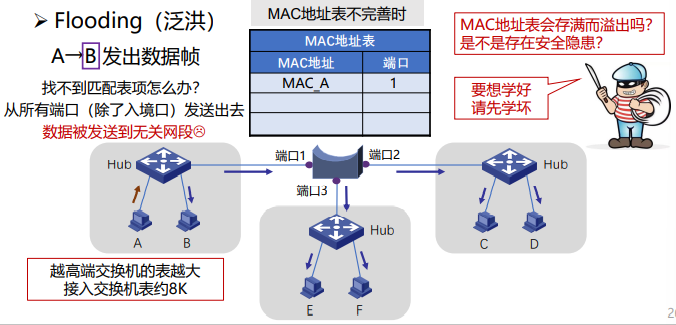 ➢ Flooding（泛洪）
A→B 发出数据帧
找不到匹配表项怎么办?
从所有端口（除了入境口）发送出去
数据被发送到无关网段☹
MAC地址表不完善时
MAC地址表
MAC地址 端口
MAC_A 1
MAC地址表会存满而溢出吗?
是不是存在安全隐患?
要想学好
请先学坏
Hub
A
B
端口1
端口2
端口3
Hub
E
F
Hub
C
D
越高端交换机的表越大
接入交换机表约8K